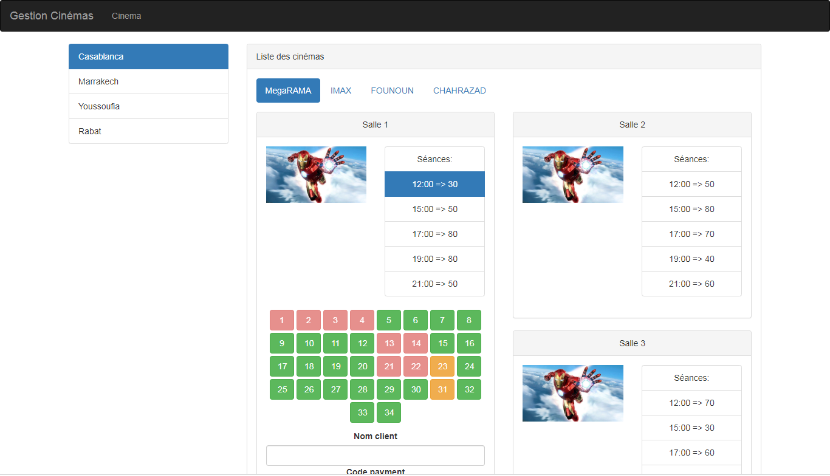 Gestion Cinémas Cinema
Casablanca
Marrakech
Youssoufia
Rabat
Liste des cinémas
MegaRAMA IMAX FOUNOUN CHAHRAZAD
Salle 1
Séances:
12:00 => 30
15:00 => 50
17:00 => 80
19:00 => 80
21:00 => 50
1 2 3 4 5 6 7 8
9 10 11 12 13 14 15 16
17 18 19 20 21 22 23 24
25 26 27 28 29 30 31 32
33 34
Nom client
Code payment
Salle 2
Séances:
12:00 => 50
15:00 => 80
17:00 => 70
19:00 => 40
21:00 => 60
Salle 3
Séances:
12:00 => 70
15:00 => 30
17:00 => 60